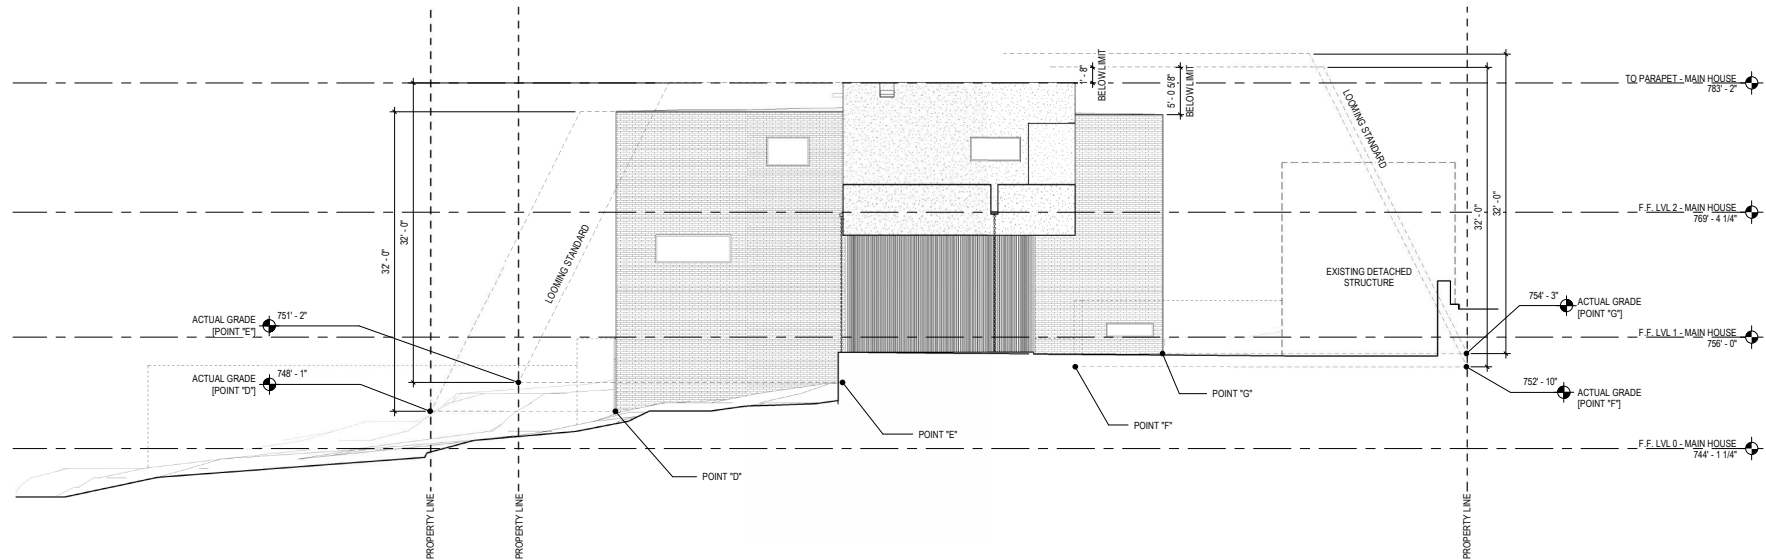 1' - 8"
BELOW LIMIT
5' - 0 5/8"
BELOW LIMIT
TO PARAPET - MAIN HOUSE
783' - 2"
LOOMING STANDARD
32' - 0"
32' - 0"
F.F. LVL 2 - MAIN HOUSE
769' - 4 1/4"
32' - 0"
32' - 0"
LOOMING STANDARD
EXISTING DETACHED
STRUCTURE
754' - 3"
ACTUAL GRADE
[POINT "G"]
751' - 2"
ACTUAL GRADE
[POINT "E"]
F.F. LVL 1 - MAIN HOUSE
756' - 0"
748' - 1"
ACTUAL GRADE
[POINT "D"]
752' - 10"
ACTUAL GRADE
[POINT "F"]
POINT "G"
POINT "F"
POINT "E"
POINT "D"
F.F. LVL 0 - MAIN HOUSE
744' - 1 1/4"
PROPERTY LINE
PROPERTY LINE
PROPERTY LINE